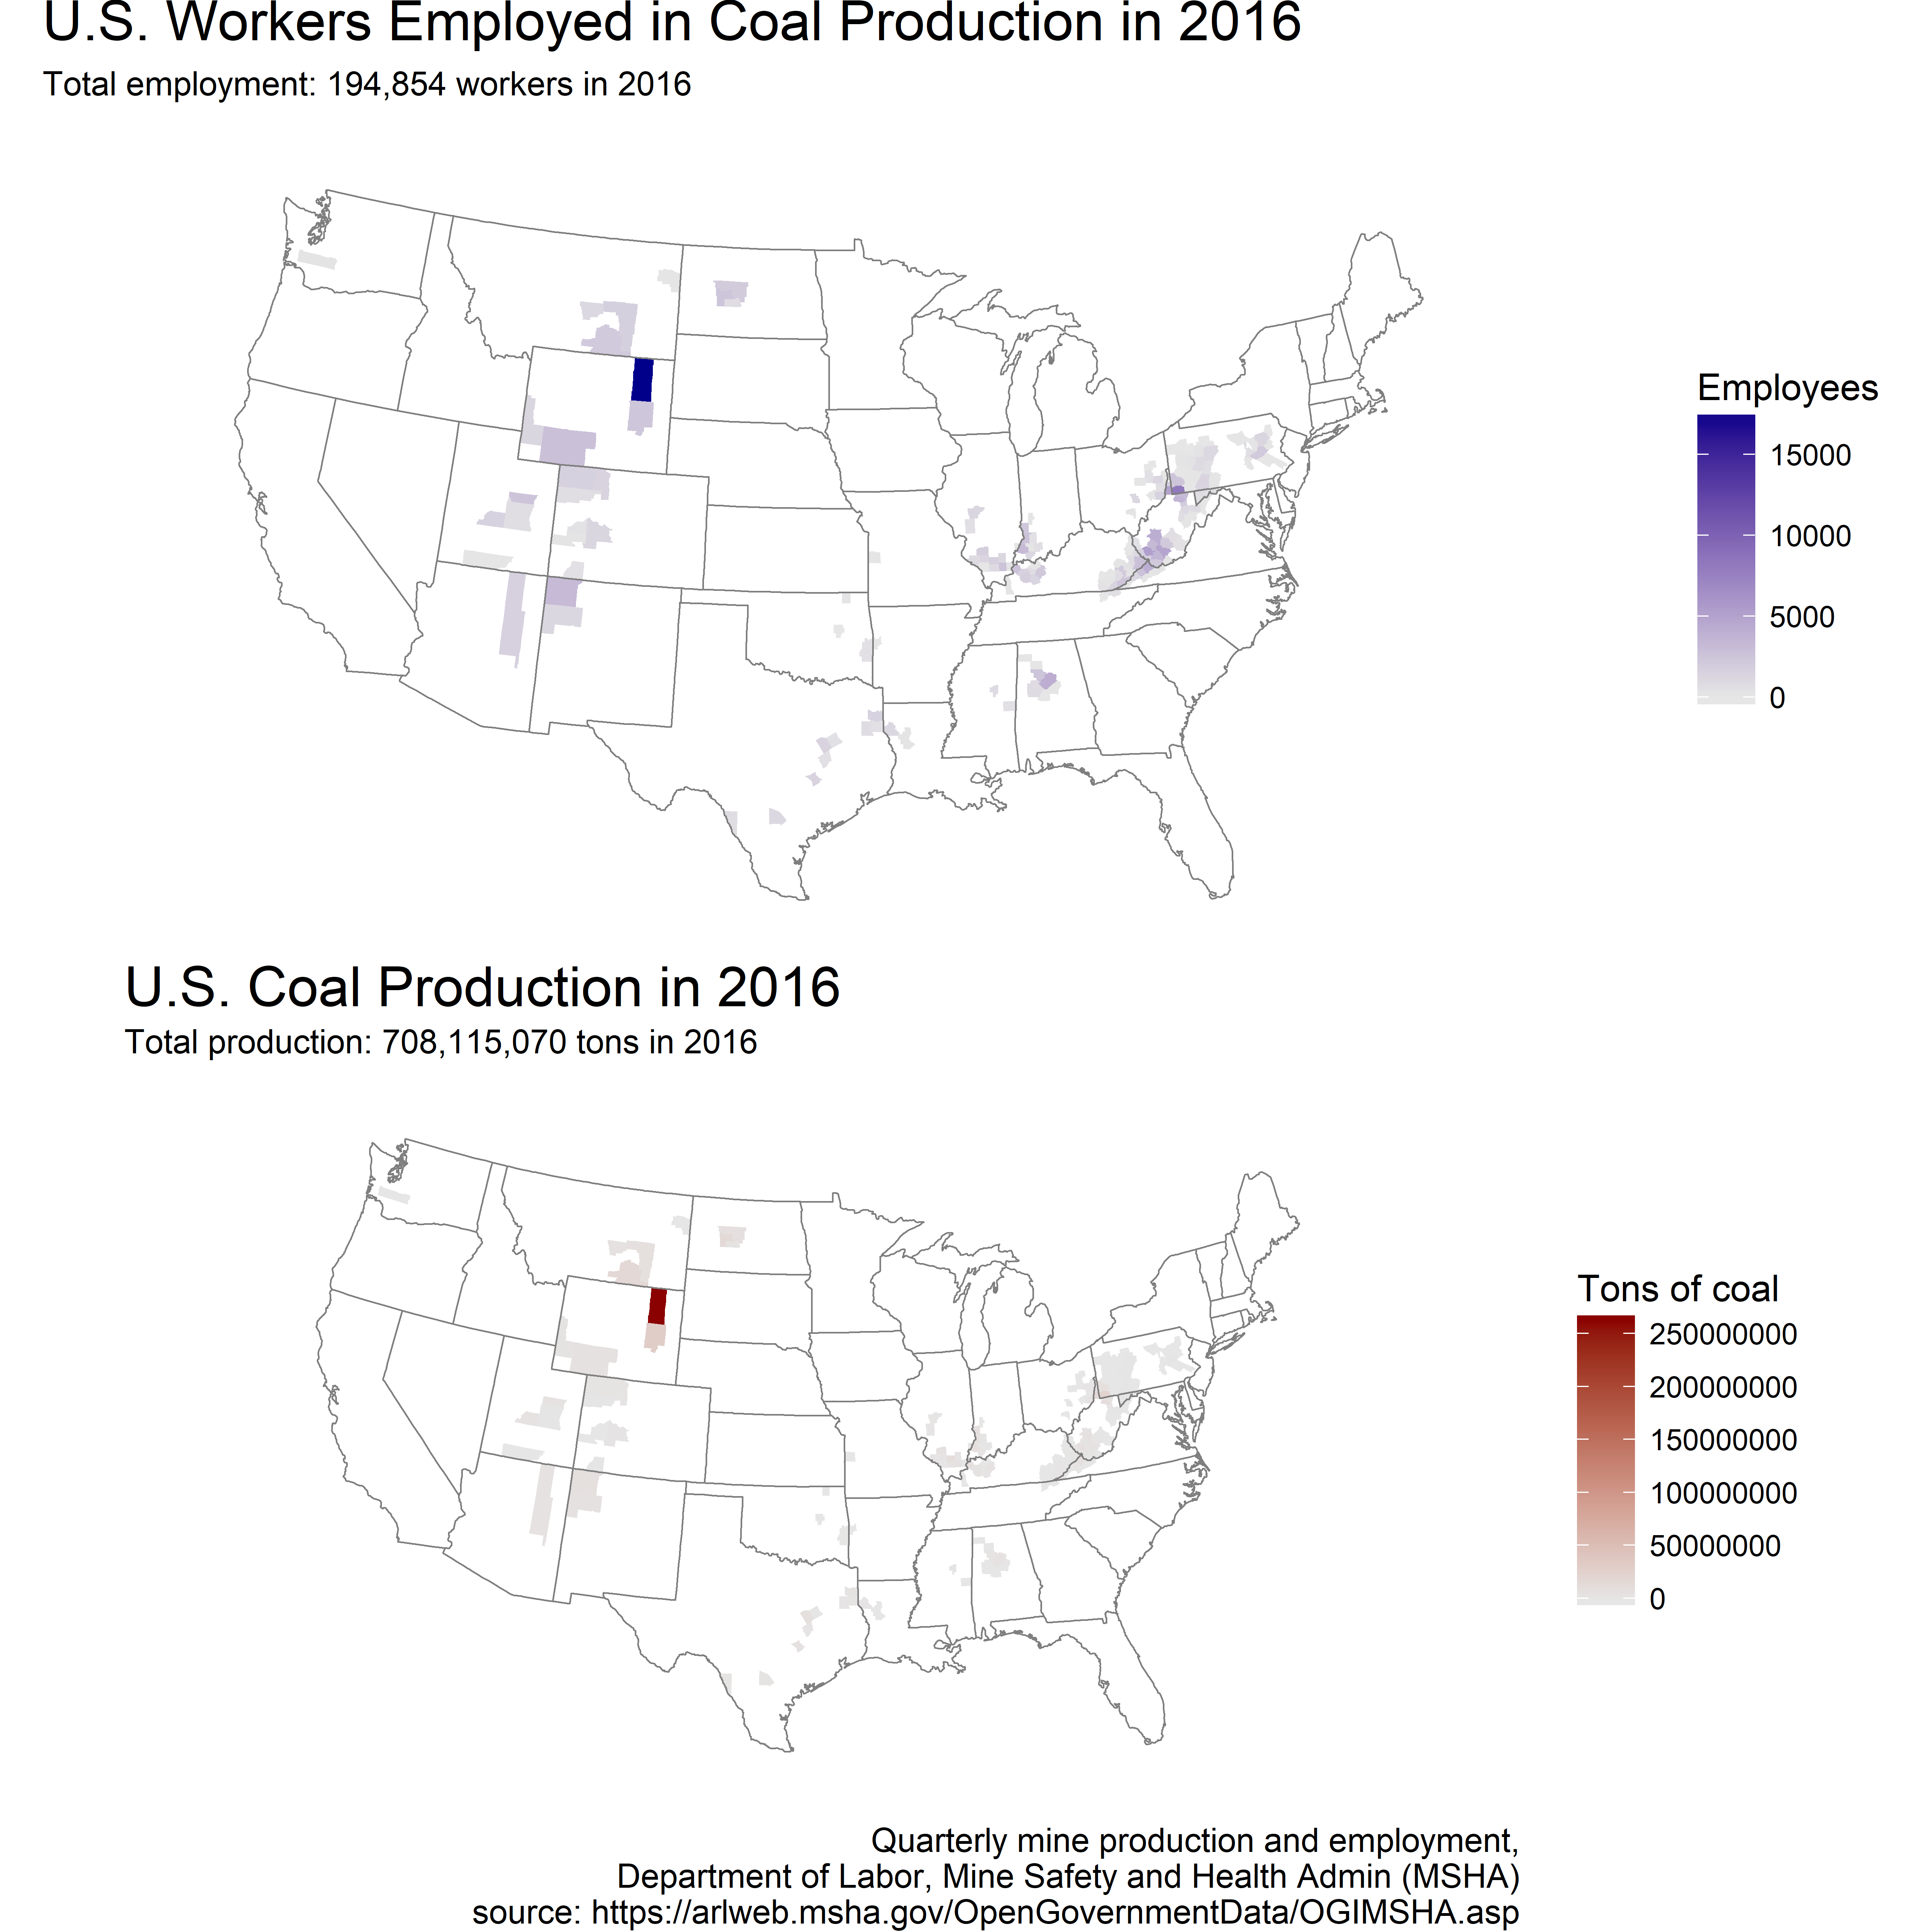 U.S. Workers Employed in Coal Production in 2016
Total employment: 194,854 workers in 2016
Employees
15000
10000
5000
0
U.S. Coal Production in 2016
Total production: 708,115,070 tons in 2016
Tons of coal
250000000
200000000
150000000
100000000
50000000
0
Quarterly mine production and employment,
Department of Labor, Mine Safety and Health Admin (MSHA)
source: https://arlweb.msha.gov/OpenGovernmentData/OGIMSHA.asp